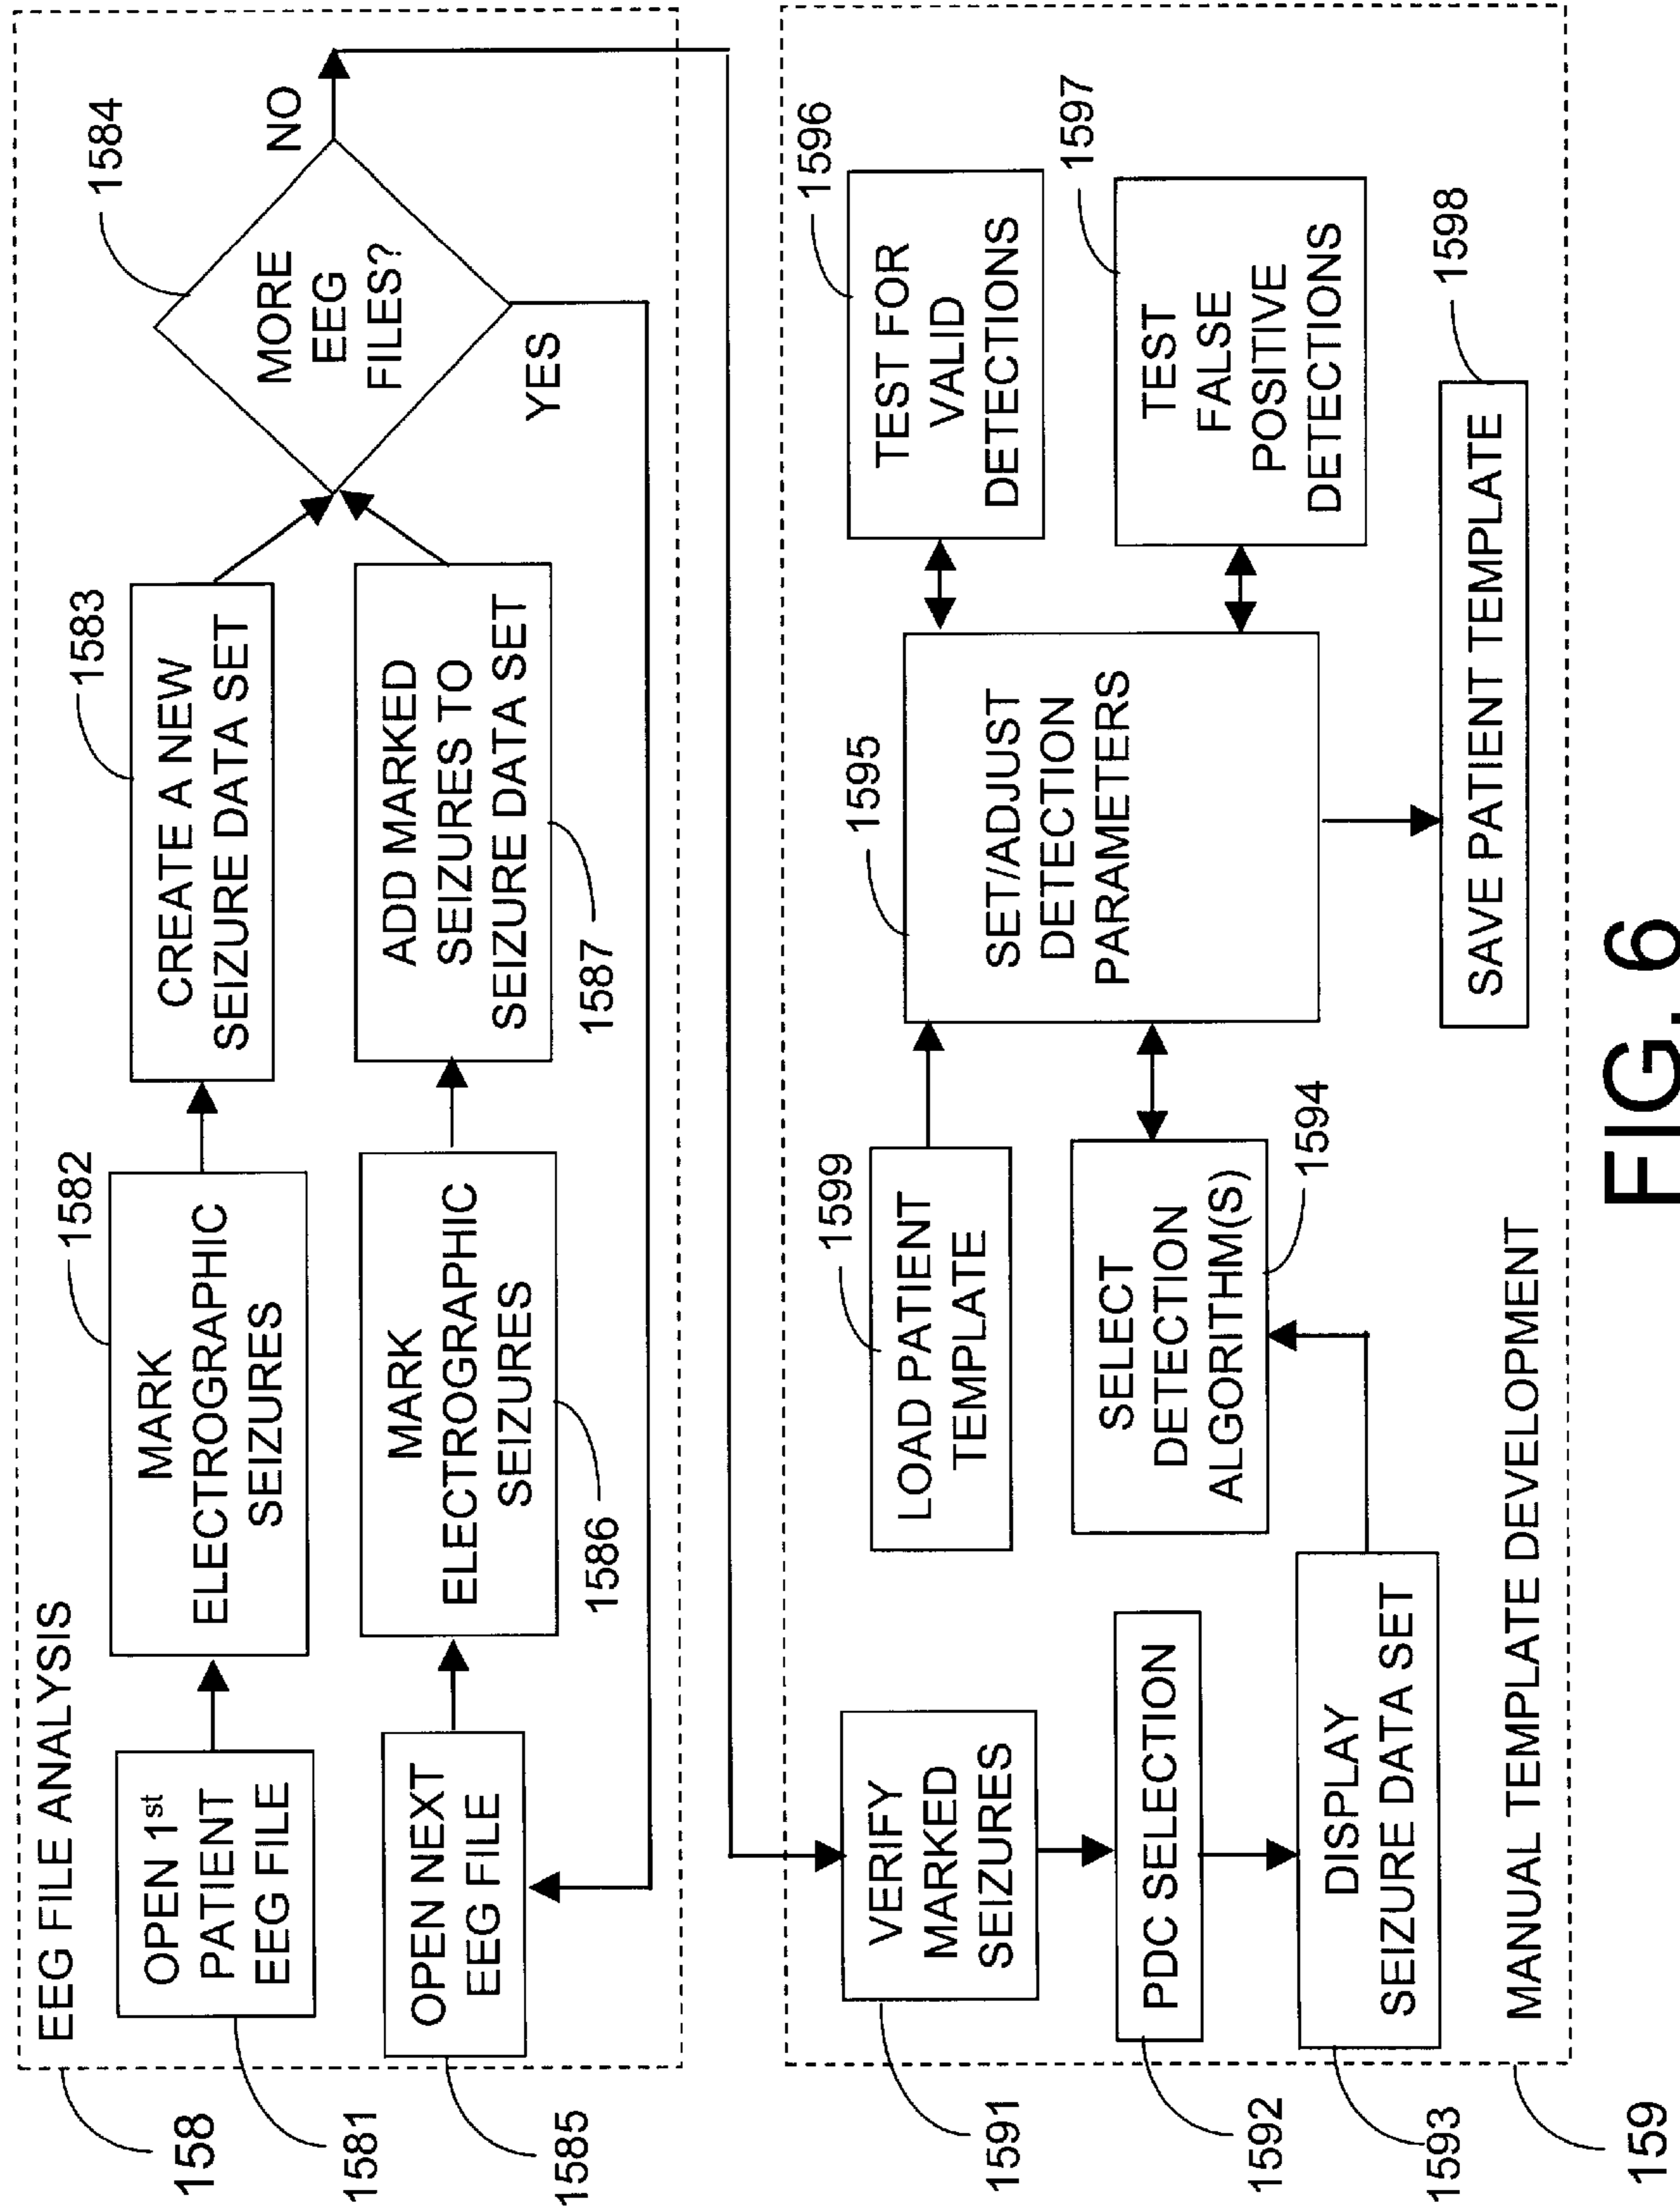 EEG FILE ANALYSIS
158
OPEN 1st
PATIENT
EEG FILE
1581
MARK
ELECTROGRAPHIC
SEIZURES
1582
CREATE A NEW
SEIZURE DATA SET
1583
MORE
EEG
FILES?
1584
NO
YES
OPEN NEXT
EEG FILE
1585
MARK
ELECTROGRAPHIC
SEIZURES
1586
ADD MARKED
SEIZURES TO
SEIZURE DATA SET
1587
VERIFY
MARKED
SEIZURES
1591
PDC SELECTION
1592
DISPLAY
SEIZURE DATA SET
1593
LOAD PATIENT
TEMPLATE
1599
SELECT
DETECTION
ALGORITHM(S)
1594
SET/ADJUST
DETECTION
PARAMETERS
1595
TEST FOR
VALID
DETECTIONS
1596
TEST
FALSE
POSITIVE
DETECTIONS
1597
SAVE PATIENT TEMPLATE
1598
MANUAL TEMPLATE DEVELOPMENT
159
FIG. 6